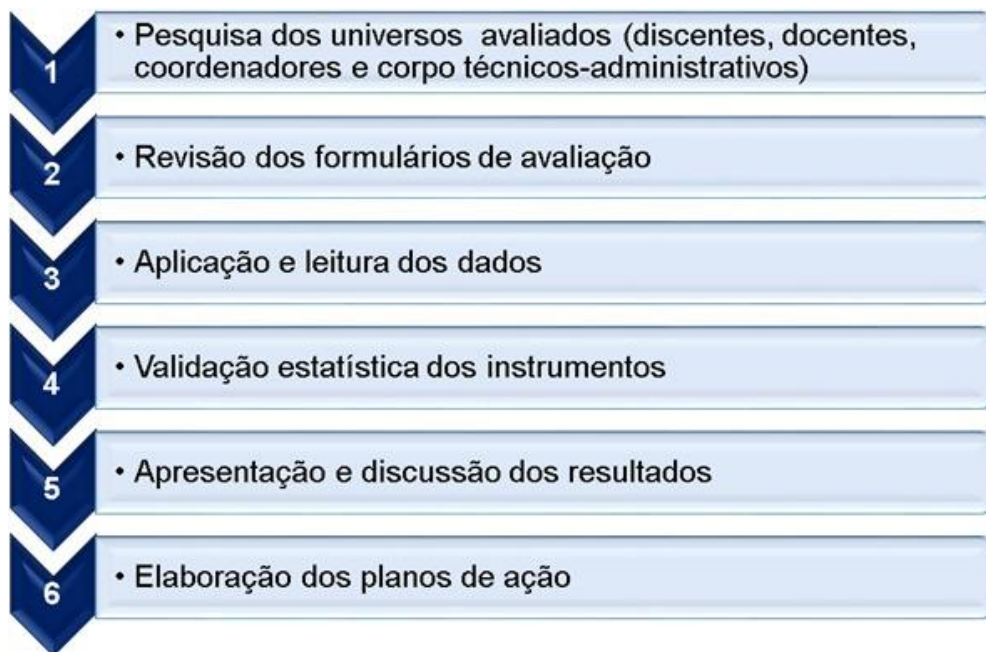 1
• Pesquisa dos universos avaliados (discentes, docentes,
coordenadores e corpo técnicos-administrativos)
2
• Revisão dos formulários de avaliação
3
• Aplicação e leitura dos dados
4
• Validação estatística dos instrumentos
5
• Apresentação e discussão dos resultados
6
• Elaboração dos planos de ação